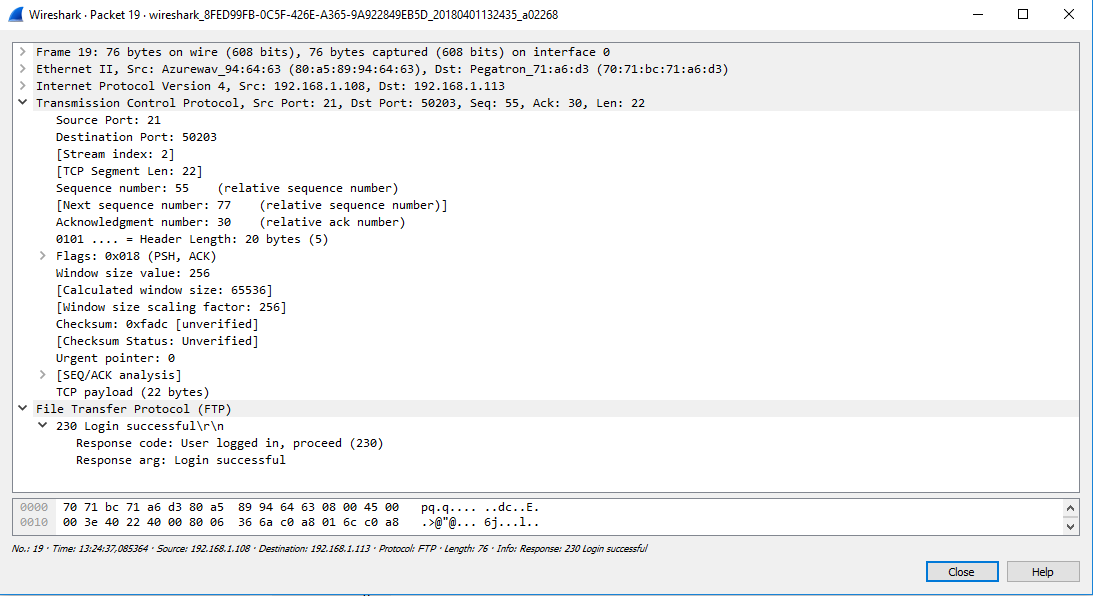 Wireshark · Packet 19 · wireshark_8FED99FB-0C5F-426E-A365-9A922849EB5D_20180401132435_a02268
Frame 19: 76 bytes on wire (608 bits), 76 bytes captured (608 bits) on interface 0
Ethernet II, Src: Azurewav_94:64:63 (80:a5:89:94:64:63), Dst: Pegatron_71:a6:d3 (70:71:bc:71:a6:d3)
Internet Protocol Version 4, Src: 192.168.1.108, Dst: 192.168.1.113
Transmission Control Protocol, Src Port: 21, Dst Port: 50203, Seq: 55, Ack: 30, Len: 22
Source Port: 21
Destination Port: 50203
[Stream index: 2]
[TCP Segment Len: 22]
Sequence number: 55    (relative sequence number)
[Next sequence number: 77    (relative sequence number)]
Acknowledgment number: 30    (relative ack number)
0101 .... = Header Length: 20 bytes (5)
Flags: 0x018 (PSH, ACK)
Window size value: 256
[Calculated window size: 65536]
[Window size scaling factor: 256]
Checksum: 0xfadc [unverified]
[Checksum Status: Unverified]
Urgent pointer: 0
[SEQ/ACK analysis]
TCP payload (22 bytes)
File Transfer Protocol (FTP)
230 Login successful\r\n
Response code: User logged in, proceed (230)
Response arg: Login successful
0000  70 71 bc 71 a6 d3 80 a5  89 94 64 63 08 00 45 00   pq.q.... ..dc..E.
0010  00 3e 40 22 40 00 80 06  36 6a c0 a8 01 6c c0 a8   .>@"@... 6j...l..
No.: 19 · Time: 13:24:37,085364 · Source: 192.168.1.108 · Destination: 192.168.1.113 · Protocol: FTP · Length: 76 · Info: Response: 230 Login successful
Close Help